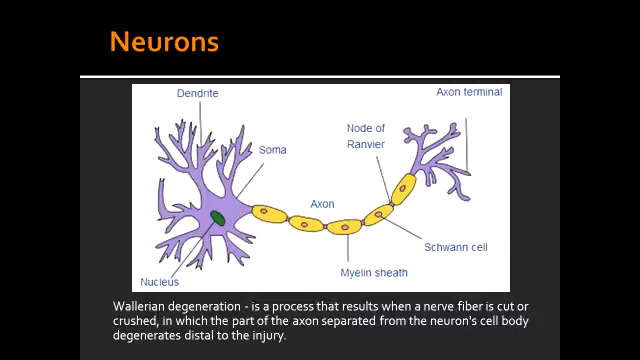 Neurons
Dendrite
Axon terminal
Node of
Ranvier
Soma
Axon
Schwann cell
Myelin sheath
Nucleus
Wallerian degeneration - is a process that results when a nerve fiber is cut or
crushed, in which the part of the axon separated from the neuron's cell body
degenerates distal to the injury.